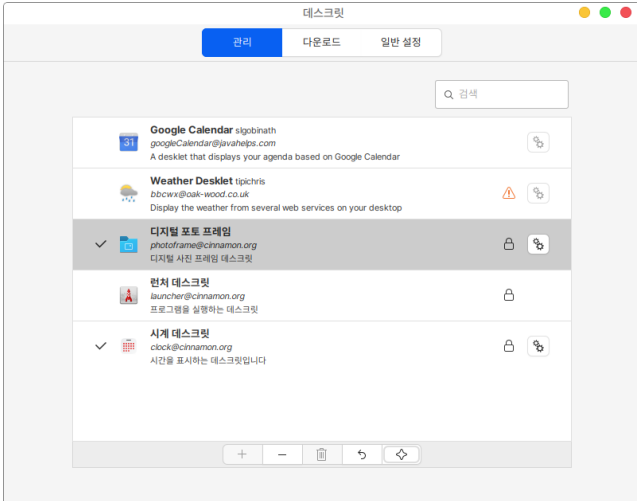 데스크릿
관리
다운로드
일반 설정
검색
31
Google Calendar slgobinath
googleCalendar@javahelps.com
A desklet that displays your agenda based on Google Calendar
Weather Desklet tipichris
bbcwx@oak-wood.co.uk
Display the weather from several web services on your desktop
디지털 포토 프레임
photoframe@cinnamon.org
디지털 사진 프레임 데스크릿
런처 데스크릿
launcher@cinnamon.org
프로그램을 실행하는 데스크릿
시계 데스크릿
clock@cinnamon.org
시간을 표시하는 데스크릿입니다